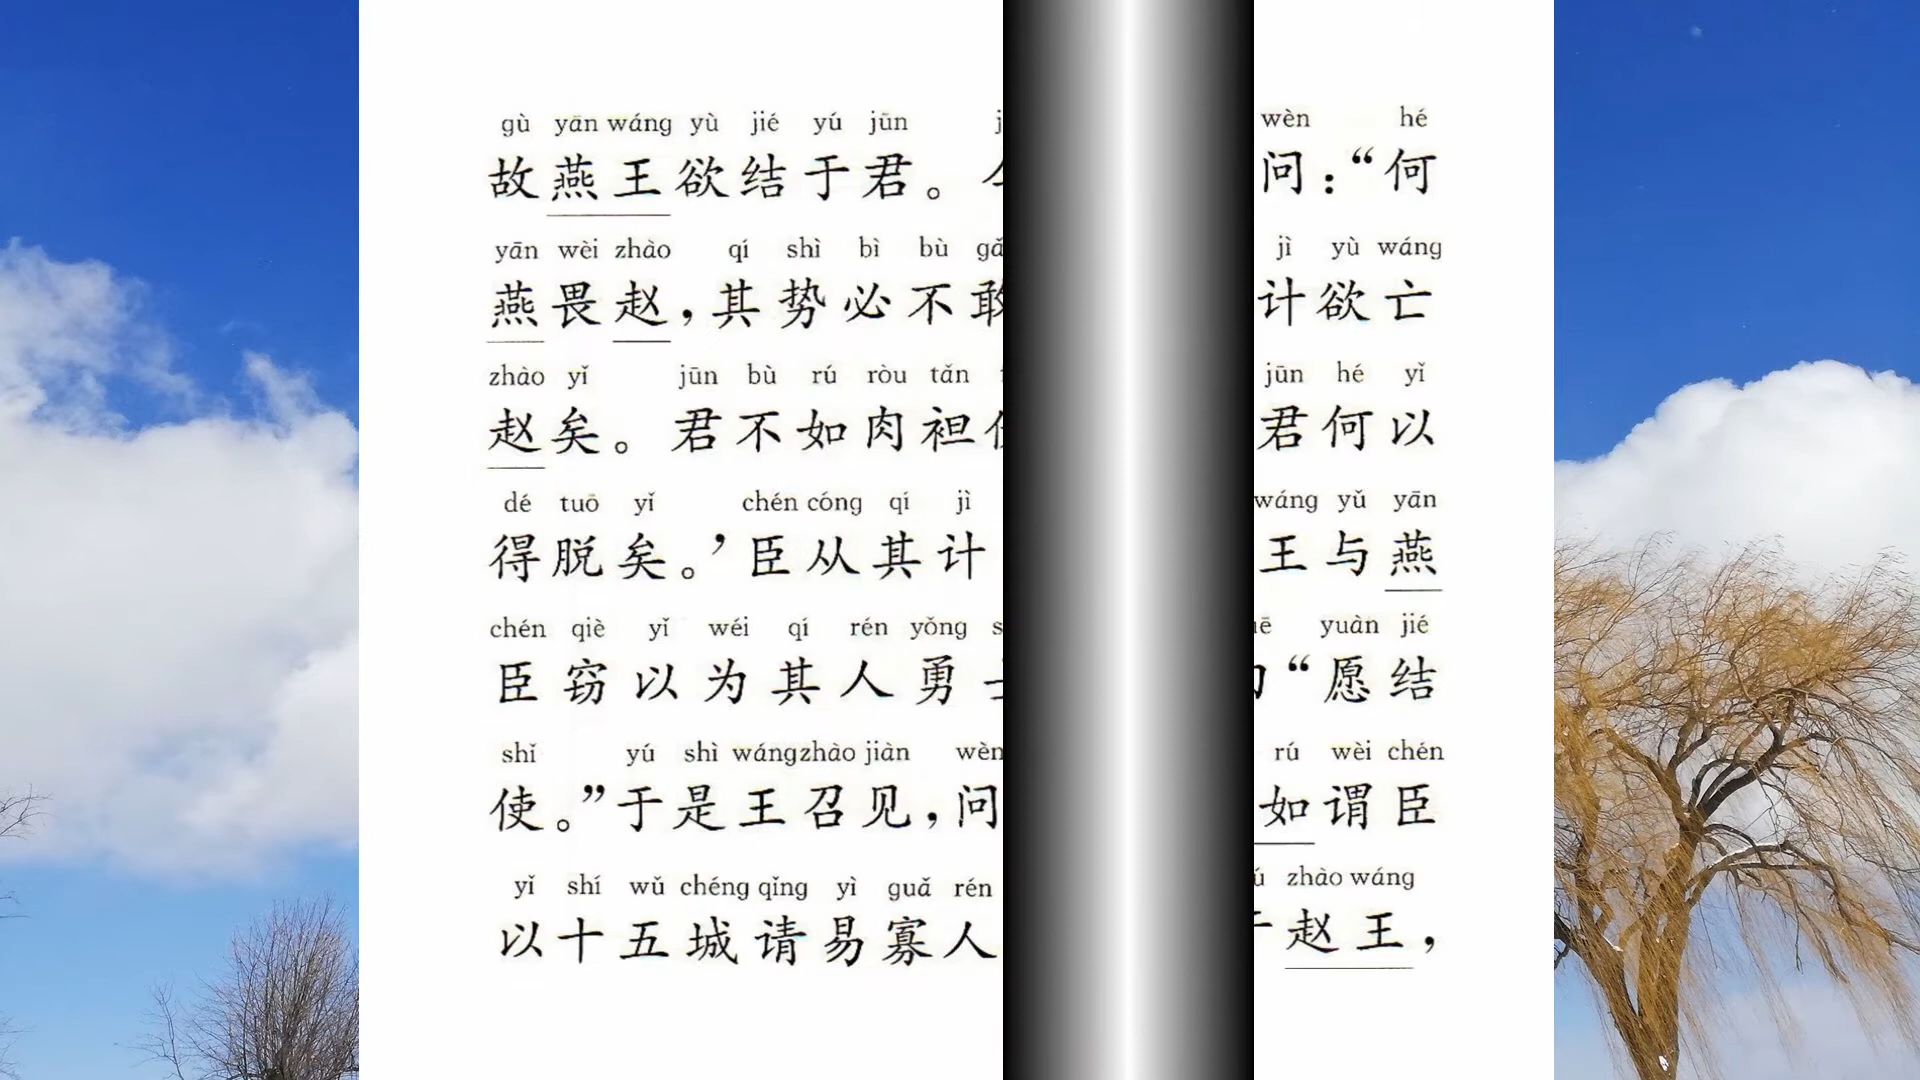 gù yān wáng yù jié yú jūn wèn hé
故燕王欲结于君。 问：“何
yān wèi zhào qí shì bì bù jì yù wáng
燕畏赵，其势必不敢 计欲亡
zhào yǐ jūn bù rú ròu tǎn jūn hé yǐ
赵矣。君不如肉袒 君何以
dé tuō yǐ chén cóng qí jì wáng yǔ yān
得脱矣。’臣从其计 王与燕
chén qiè yǐ wéi qí rén yǒng yuàn jié
臣窃以为其人勇 “愿结
shǐ yú shì wáng zhào jiàn wèn rú wèi chén
使。”于是王召见，问 如谓臣
yǐ shí wǔ chéng qǐng yì guǎ rén zhào wáng
以十五城请易寡人 赵王，